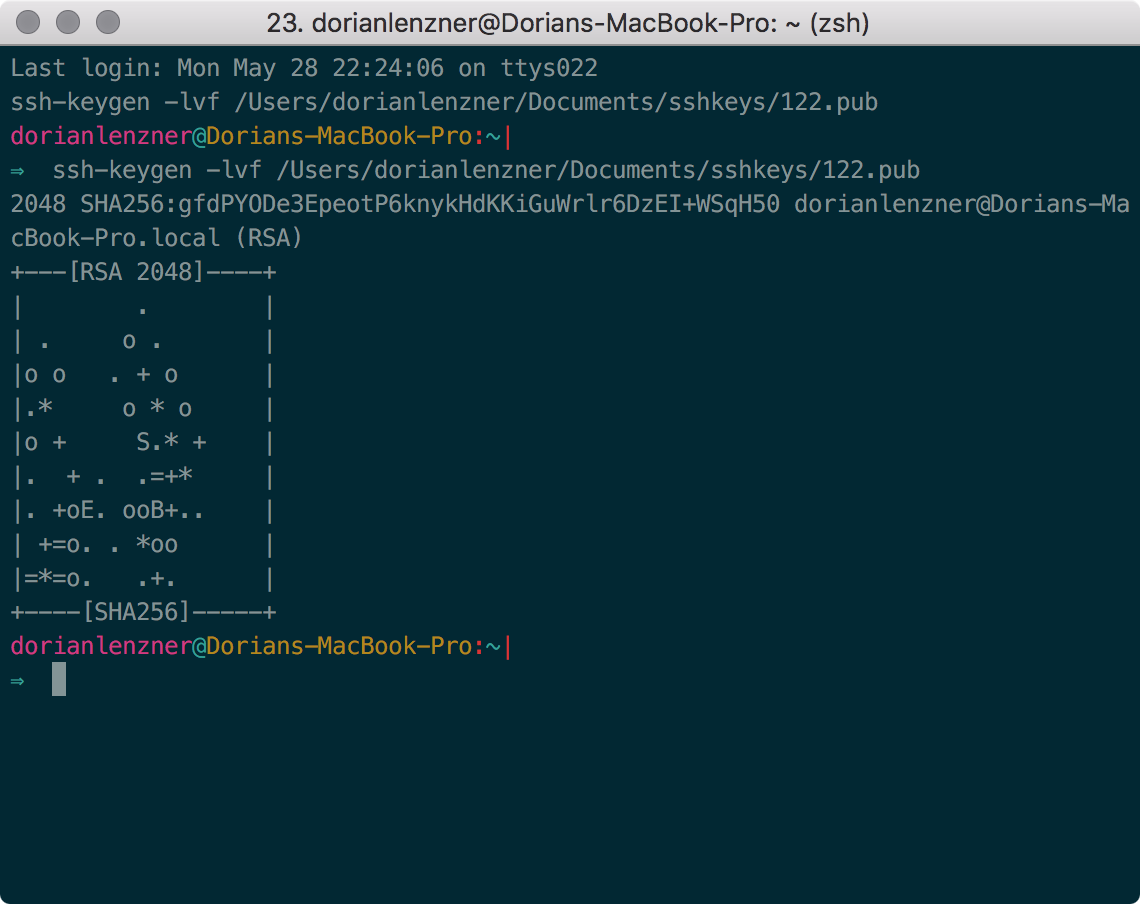 23. dorianlenzner@Dorians-MacBook-Pro: ~ (zsh)
Last login: Mon May 28 22:24:06 on ttys022
ssh-keygen -lvf /Users/dorianlenzner/Documents/sshkeys/122.pub
dorianlenzner@Dorians-MacBook-Pro:~|
⇒  ssh-keygen -lvf /Users/dorianlenzner/Documents/sshkeys/122.pub
2048 SHA256:gfdPYODe3EpeotP6knykHdKKiGuWrlr6DzEI+WSqH50 dorianlenzner@Dorians-Ma
cBook-Pro.local (RSA)
+---[RSA 2048]----+
|        .        |
| .     o .       |
|o o   . + o      |
|.*     o * o     |
|o +     S.* +    |
|.  + .  .=+*     |
|. +oE. ooB+..    |
| +=o. . *oo      |
|=*=o.   .+.      |
+----[SHA256]-----+
dorianlenzner@Dorians-MacBook-Pro:~|
⇒